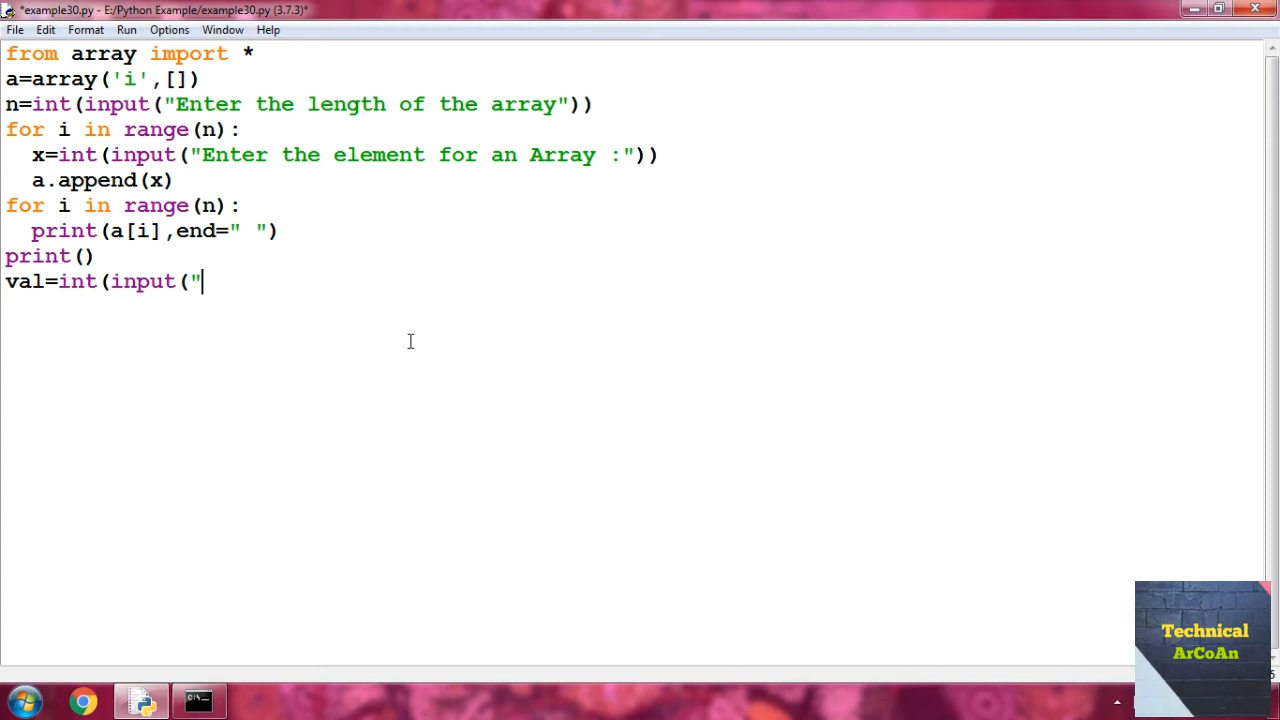 *example30.py - E:/Python Example/example30.py (3.7.3)*
File Edit Format Run Options Window Help
from array import *
a=array('i',[])
n=int(input("Enter the length of the array"))
for i in range(n):
  x=int(input("Enter the element for an Array :"))
  a.append(x)
for i in range(n):
  print(a[i],end=" ")
print()
val=int(input("
Technical
ArCoAn